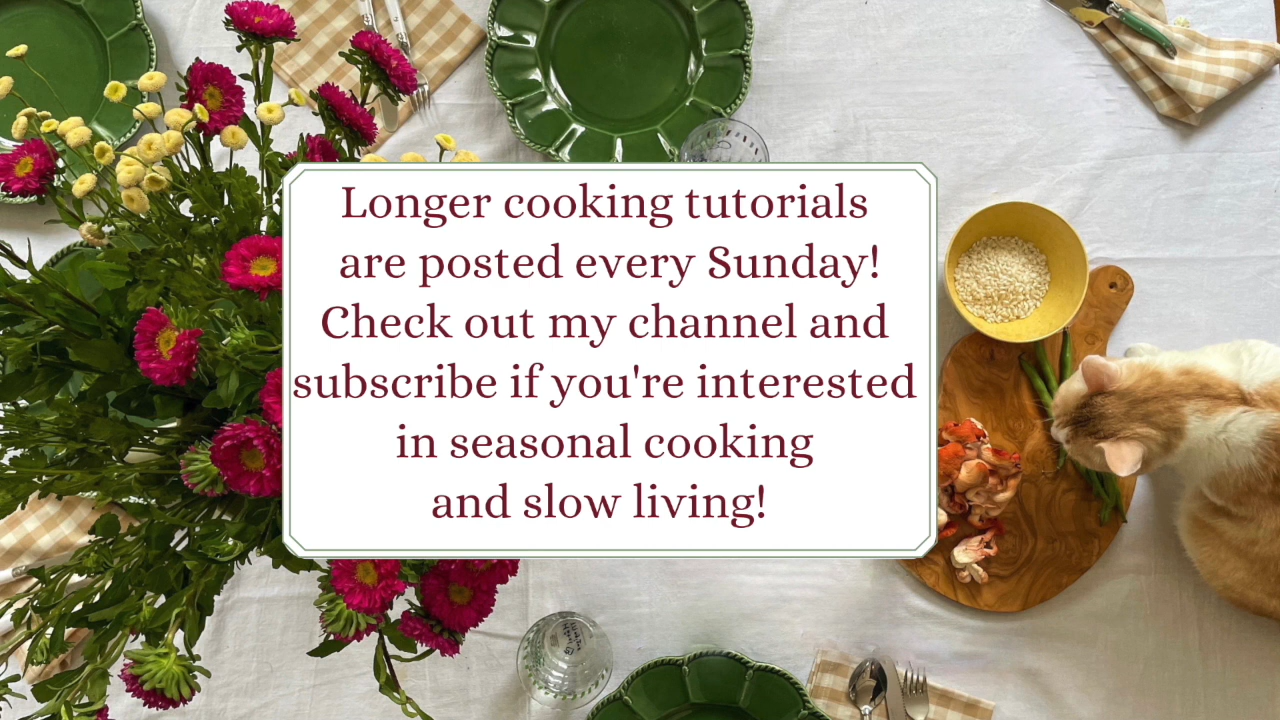 Longer cooking tutorials
are posted every Sunday!
Check out my channel and
subscribe if you're interested
in seasonal cooking
and slow living!